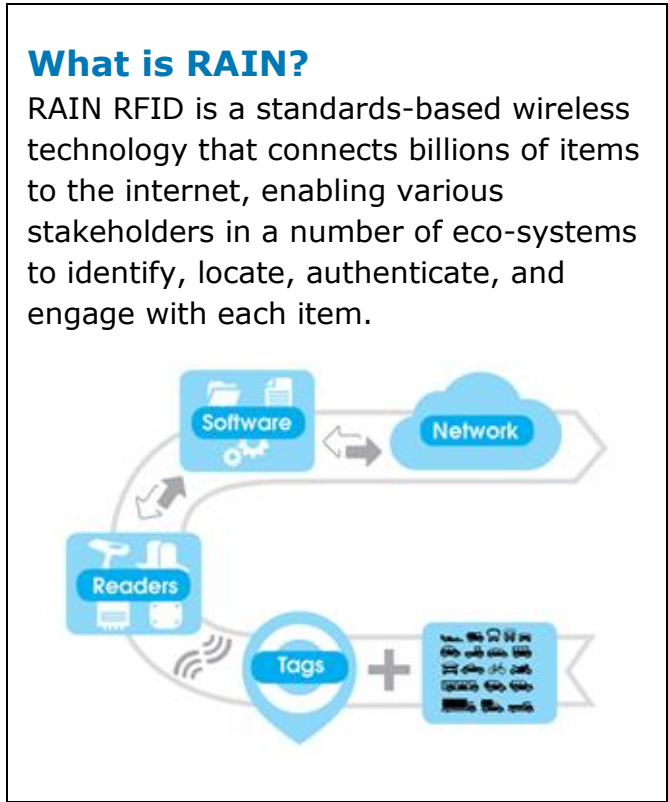 What is RAIN?
RAIN RFID is a standards-based wireless
technology that connects billions of items
to the internet, enabling various
stakeholders in a number of eco-systems
to identify, locate, authenticate, and
engage with each item.
Software
Network
Readers
Tags